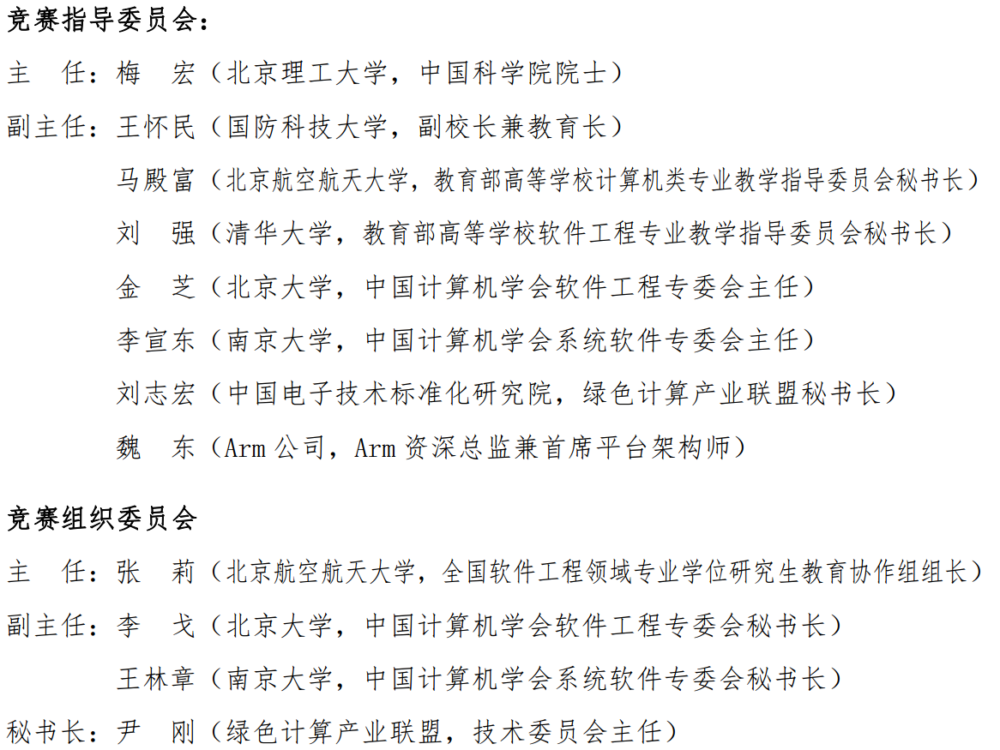 竞赛指导委员会：
主　任：梅　宏（北京理工大学，中国科学院院士）
副主任：王怀民（国防科技大学，副校长兼教育长）
马殿富（北京航空航天大学，教育部高等学校计算机类专业教学指导委员会秘书长）
刘　强（清华大学，教育部高等学校软件工程专业教学指导委员会秘书长）
金　芝（北京大学，中国计算机学会软件工程专委会主任）
李宣东（南京大学，中国计算机学会系统软件专委会主任）
刘志宏（中国电子技术标准化研究院，绿色计算产业联盟秘书长）
魏　东（Arm 公司，Arm 资深总监兼首席平台架构师）
竞赛组织委员会
主　任：张　莉（北京航空航天大学，全国软件工程领域专业学位研究生教育协作组组长）
副主任：李　戈（北京大学，中国计算机学会软件工程专委会秘书长）
王林章（南京大学，中国计算机学会系统软件专委会秘书长）
秘书长：尹　刚（绿色计算产业联盟，技术委员会主任）